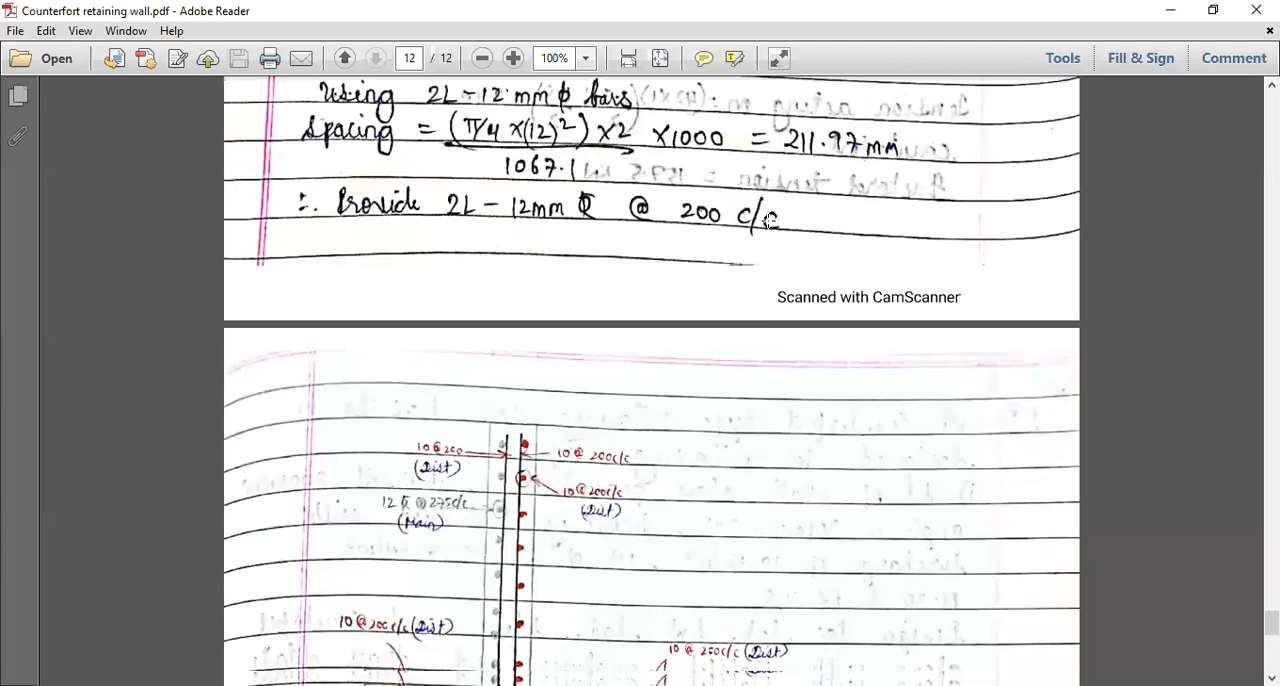 Counterfort retaining wall.pdf - Adobe Reader
File Edit View Window Help
Open 12 / 12 100% Tools Fill & Sign Comment
Using 2L - 12 mm ϕ bars
Spacing = (π/4 × (12)²) × 2 × 1000 = 211.97 mm
1067.1
∴ Provide 2L - 12mm Φ @ 200 c/c
Scanned with CamScanner
10 @ 200
(Dist)
10 @ 200 c/c
12 Φ @ 275 c/c
(Main)
10 @ 200 c/c
(Dist)
10 @ 200 c/c (Dist)
10 @ 200 c/c (Dist)